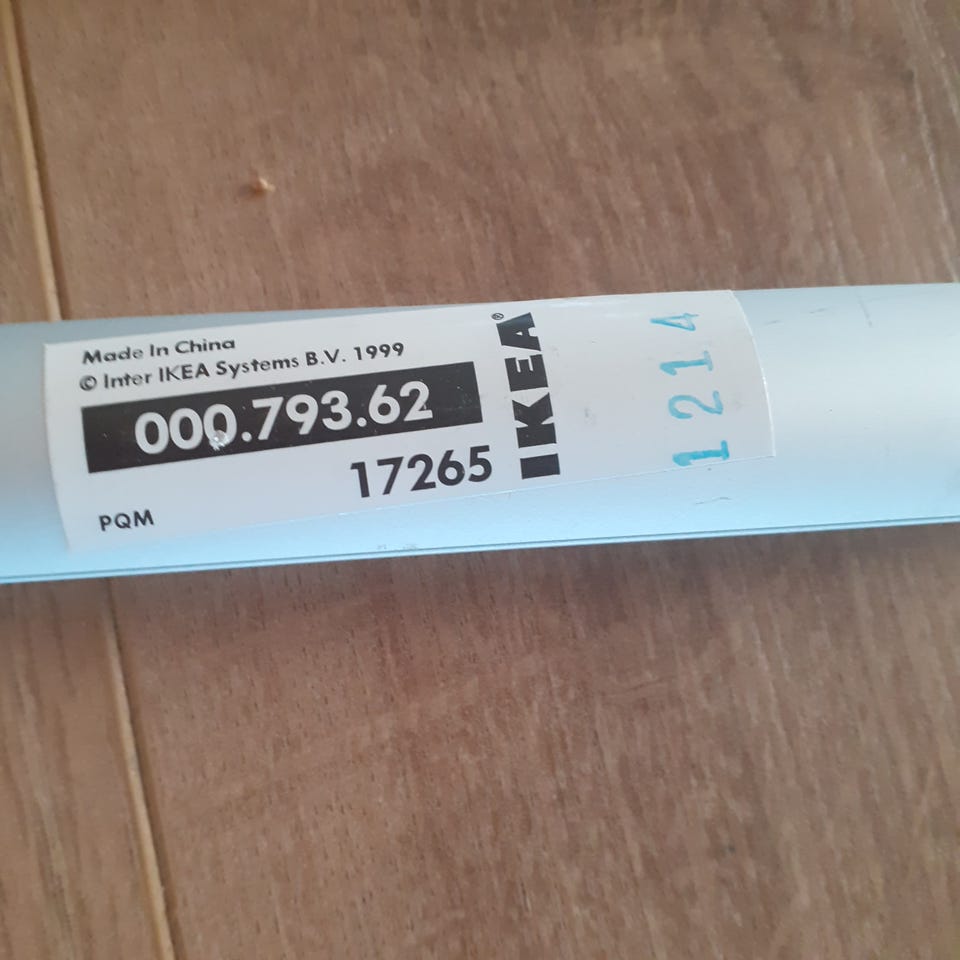 Made In China
© Inter IKEA Systems B.V. 1999
000.793.62
17265
PQM
IKEA®
1214